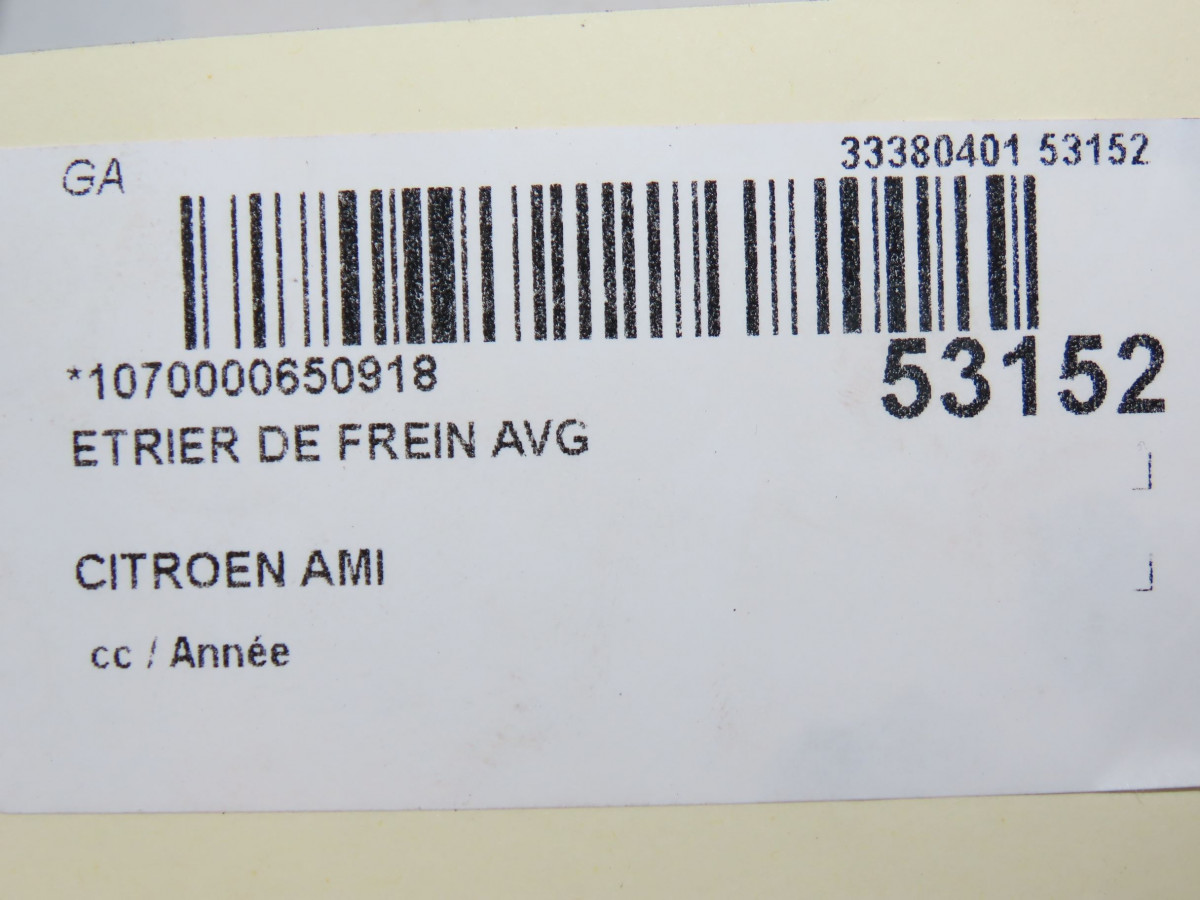 GA
33380401 53152
*1070000650918
53152
ETRIER DE FREIN AVG
CITROEN AMI
cc / Année